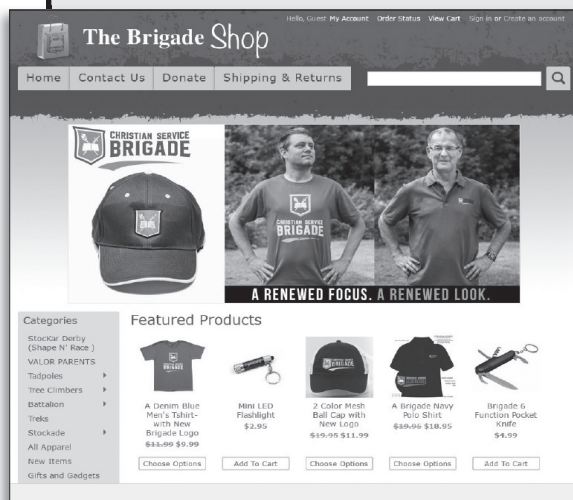 Hello, Guest My Account Order Status View Cart Sign in or Create an account
The Brigade Shop
Home Contact Us Donate Shipping & Returns
CHRISTIAN SERVICE
BRIGADE
CHRISTIAN SERVICE
BRIGADE
A RENEWED FOCUS. A RENEWED LOOK.
Categories
StocKar Derby
(Shape N' Race )
VALOR PARENTS
Tadpoles
Tree Climbers
Battalion
Treks
Stockade
All Apparel
New Items
Gifts and Gadgets
Featured Products
A Denim Blue
Men's Tshirt-
with New
Brigade Logo
$11.99 $9.99
Choose Options
Mini LED
Flashlight
$2.95
Add To Cart
2 Color Mesh
Ball Cap with
New Logo
$19.95 $11.99
Choose Options
A Brigade Navy
Polo Shirt
$19.95 $18.95
Choose Options
Brigade 6
Function Pocket
Knife
$4.99
Add To Cart